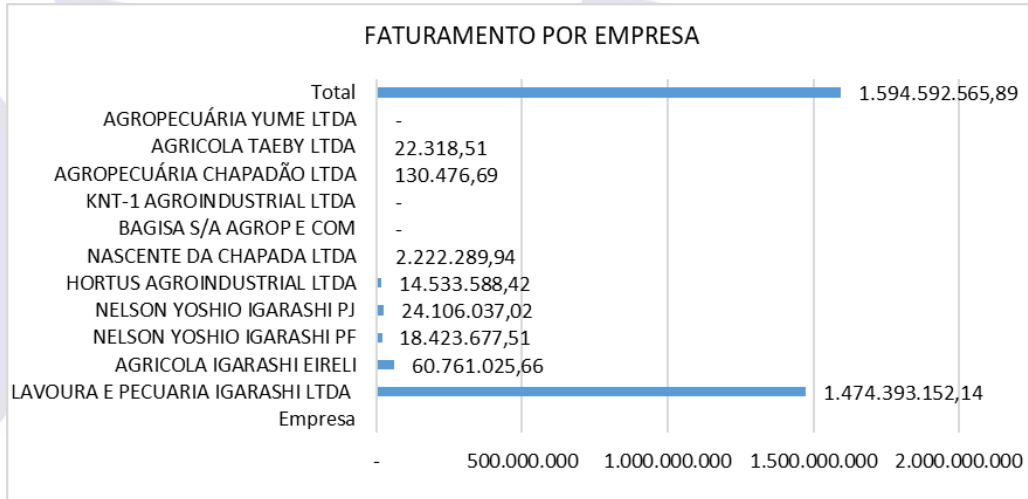 FATURAMENTO POR EMPRESA
Total 1.594.592.565,89
AGROPECUÁRIA YUME LTDA -
AGRICOLA TAEBY LTDA 22.318,51
AGROPECUÁRIA CHAPADÃO LTDA 130.476,69
KNT-1 AGROINDUSTRIAL LTDA -
BAGISA S/A AGROP E COM -
NASCENTE DA CHAPADA LTDA 2.222.289,94
HORTUS AGROINDUSTRIAL LTDA 14.533.588,42
NELSON YOSHIO IGARASHI PJ 24.106.037,02
NELSON YOSHIO IGARASHI PF 18.423.677,51
AGRICOLA IGARASHI EIRELI 60.761.025,66
LAVOURA E PECUARIA IGARASHI LTDA 1.474.393.152,14
Empresa
- 500.000.000 1.000.000.000 1.500.000.000 2.000.000.000